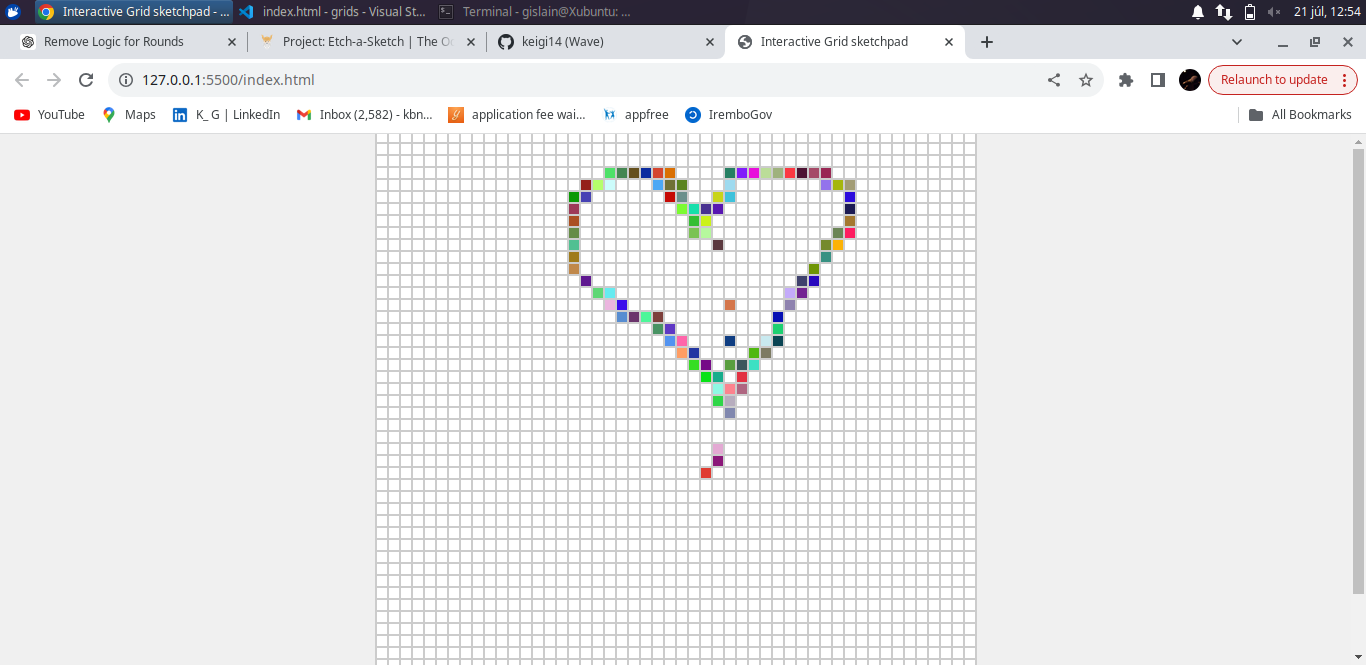 Interactive Grid sketchpad - ... index.html - grids - Visual St... Terminal - gislain@Xubuntu: ... 21 júl, 12:54
Remove Logic for Rounds Project: Etch-a-Sketch | The Oc keigi14 (Wave) Interactive Grid sketchpad
127.0.0.1:5500/index.html Relaunch to update
YouTube Maps K_ G | LinkedIn Inbox (2,582) - kbn... application fee wai... appfree IremboGov All Bookmarks